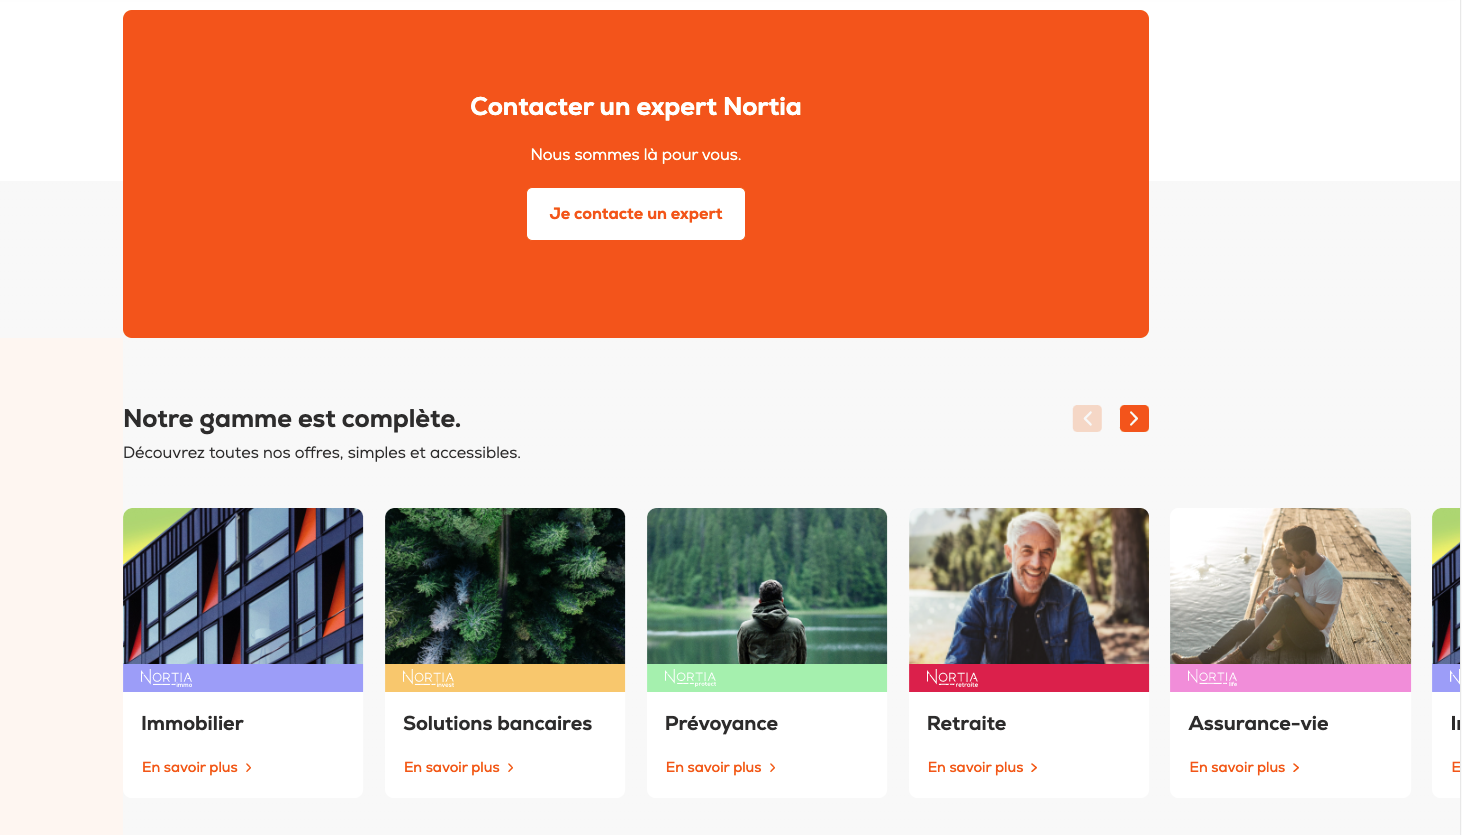 Contacter un expert Nortia
Nous sommes là pour vous.
Je contacte un expert
Notre gamme est complète.
Découvrez toutes nos offres, simples et accessibles.
NORTIA immo
NORTIA invest
NORTIA protect
NORTIA retraite
NORTIA life
Immobilier
Solutions bancaires
Prévoyance
Retraite
Assurance-vie
En savoir plus
En savoir plus
En savoir plus
En savoir plus
En savoir plus